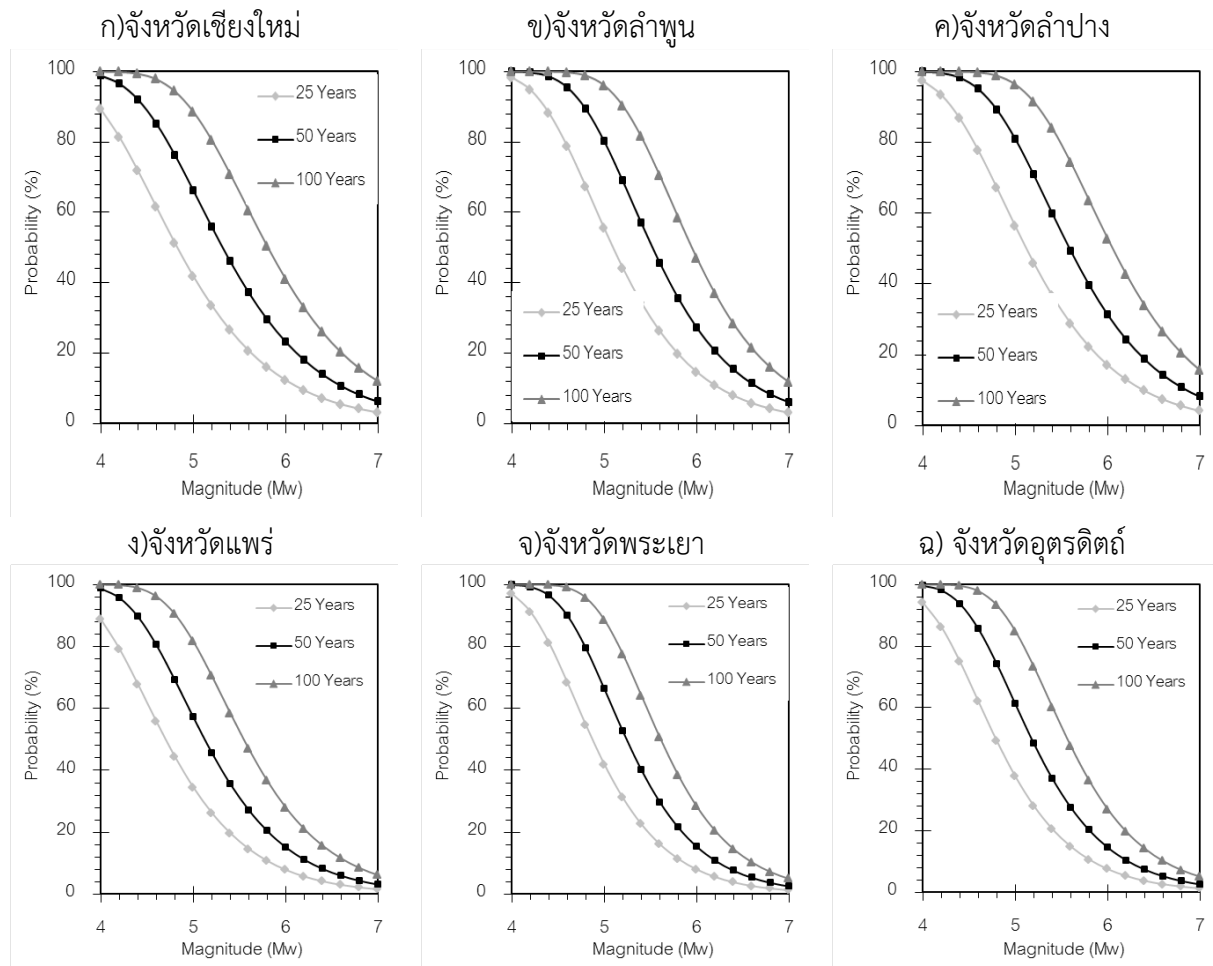 ก)จังหวัดเชียงใหม่
100
80
60
40
20
0
Probability (%)
25 Years
50 Years
100 Years
4 5 6 7
Magnitude (Mw)
ข)จังหวัดลำพูน
100
80
60
40
20
0
Probability (%)
25 Years
50 Years
100 Years
4 5 6 7
Magnitude (Mw)
ค)จังหวัดลำปาง
100
80
60
40
20
0
Probability (%)
25 Years
50 Years
100 Years
4 5 6 7
Magnitude (Mw)
ง)จังหวัดแพร่
100
80
60
40
20
0
Probability (%)
25 Years
50 Years
100 Years
4 5 6 7
Magnitude (Mw)
จ)จังหวัดพระเยา
100
80
60
40
20
0
Probability (%)
25 Years
50 Years
100 Years
4 5 6 7
Magnitude (Mw)
ฉ) จังหวัดอุตรดิตถ์
100
80
60
40
20
0
Probability (%)
25 Years
50 Years
100 Years
4 5 6 7
Magnitude (Mw)